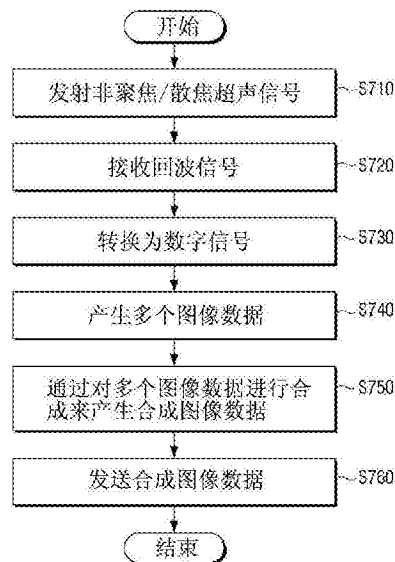 开始
发射非聚焦/散焦超声信号
S710
接收回波信号
S720
转换为数字信号
S730
产生多个图像数据
S740
通过对多个图像数据进行合
成来产生合成图像数据
S750
发送合成图像数据
S760
结束